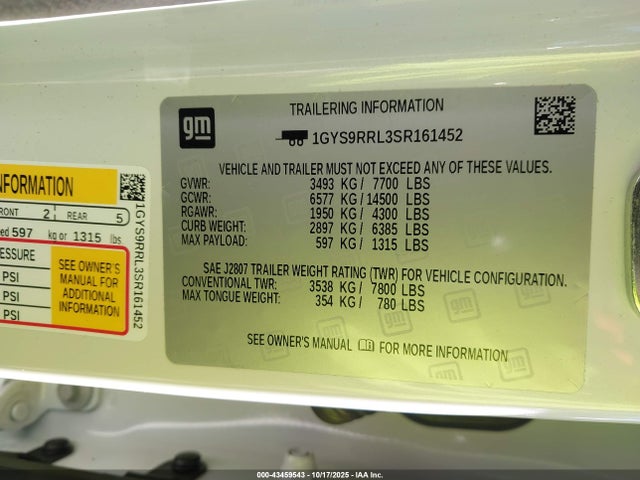 NFORMATION
FRONT 2 REAR 5
ed 597 kg or 1315 lbs
ESSURE
PSI
PSI
PSI
SEE OWNER'S
MANUAL FOR
ADDITIONAL
INFORMATION
1GYS9RRL3SR161452
gm
TRAILERING INFORMATION
1GYS9RRL3SR161452
VEHICLE AND TRAILER MUST NOT EXCEED ANY OF THESE VALUES.
GVWR: 3493 KG / 7700 LBS
GCWR: 6577 KG / 14500 LBS
RGAWR: 1950 KG / 4300 LBS
CURB WEIGHT: 2897 KG / 6385 LBS
MAX PAYLOAD: 597 KG / 1315 LBS
SAE J2807 TRAILER WEIGHT RATING (TWR) FOR VEHICLE CONFIGURATION.
CONVENTIONAL TWR: 3538 KG / 7800 LBS
MAX TONGUE WEIGHT: 354 KG / 780 LBS
SEE OWNER'S MANUAL FOR MORE INFORMATION
000-43459543 - 10/17/2025 - IAA Inc.